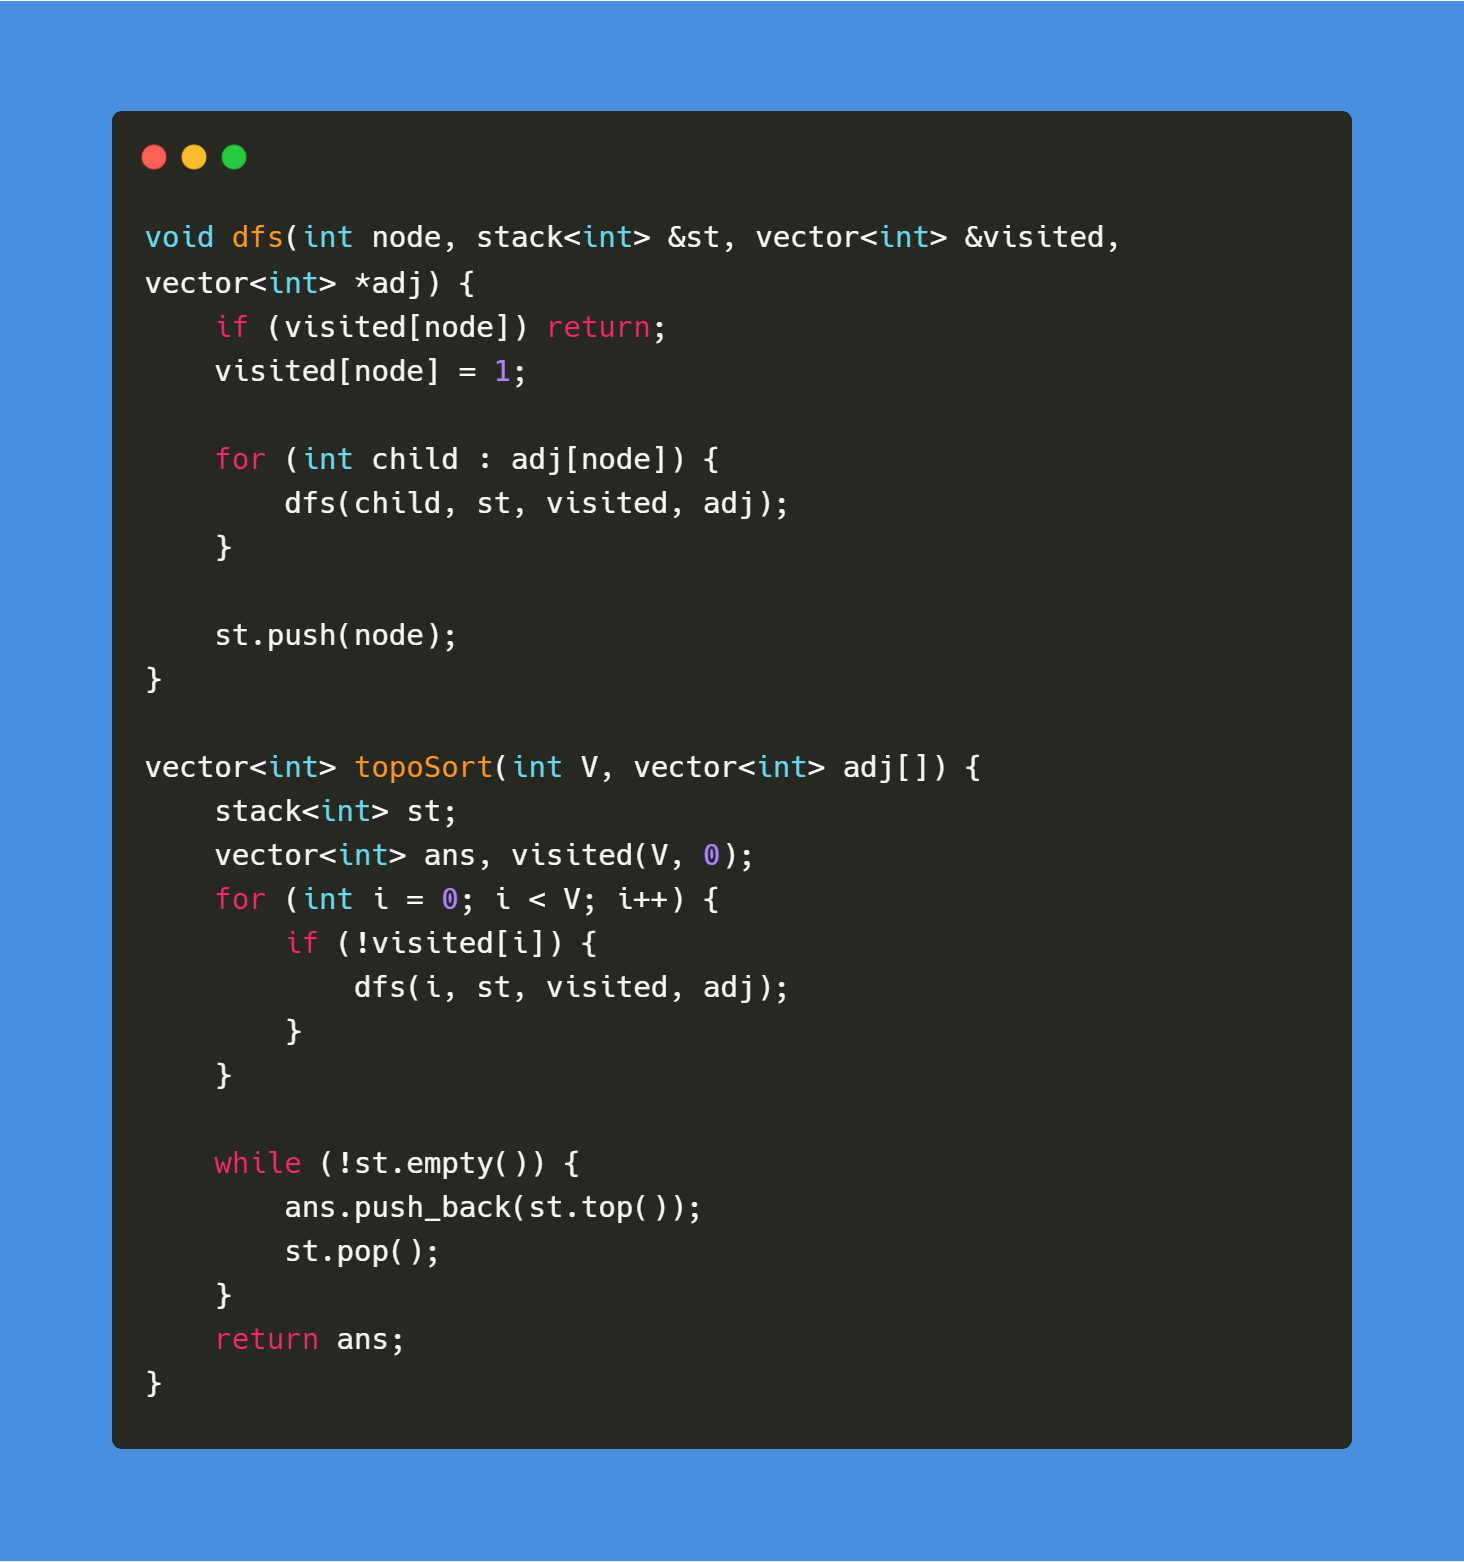 void dfs(int node, stack<int> &st, vector<int> &visited,
vector<int> *adj) {
    if (visited[node]) return;
    visited[node] = 1;

    for (int child : adj[node]) {
        dfs(child, st, visited, adj);
    }

    st.push(node);
}

vector<int> topoSort(int V, vector<int> adj[]) {
    stack<int> st;
    vector<int> ans, visited(V, 0);
    for (int i = 0; i < V; i++) {
        if (!visited[i]) {
            dfs(i, st, visited, adj);
        }
    }

    while (!st.empty()) {
        ans.push_back(st.top());
        st.pop();
    }
    return ans;
}